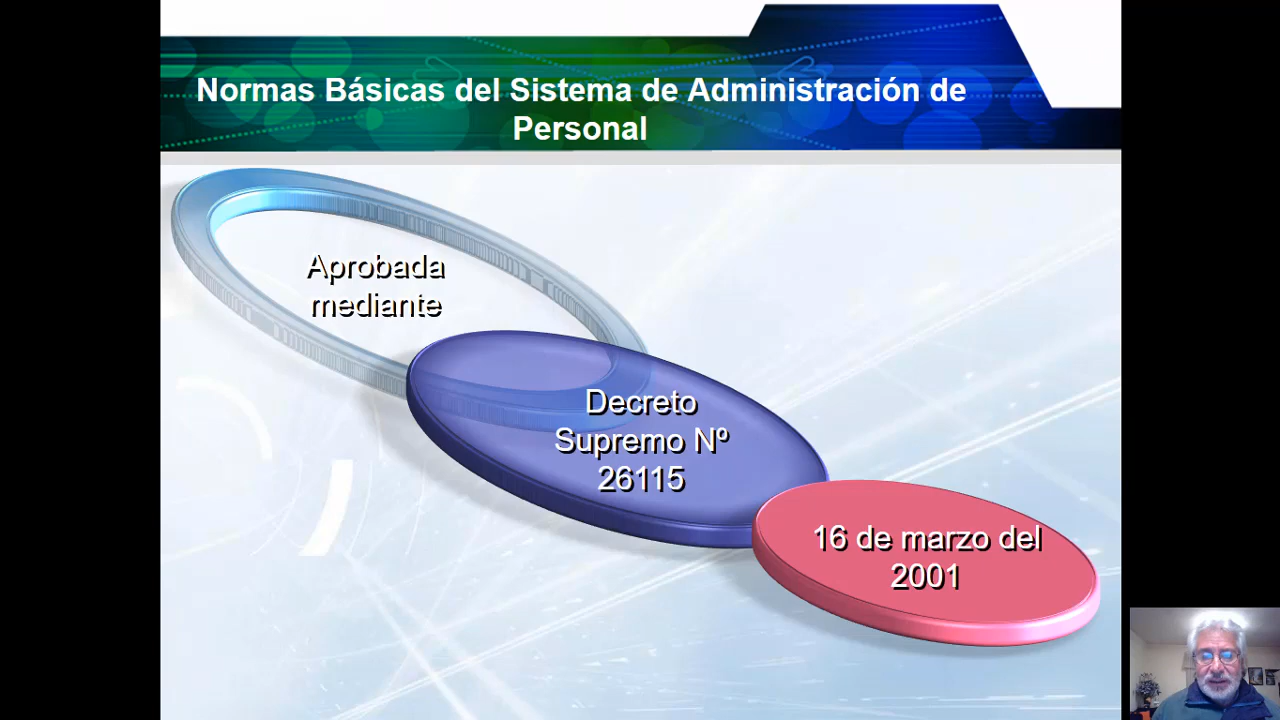 Normas Básicas del Sistema de Administración de
Personal
Aprobada
mediante
Decreto
Supremo Nº
26115
16 de marzo del
2001